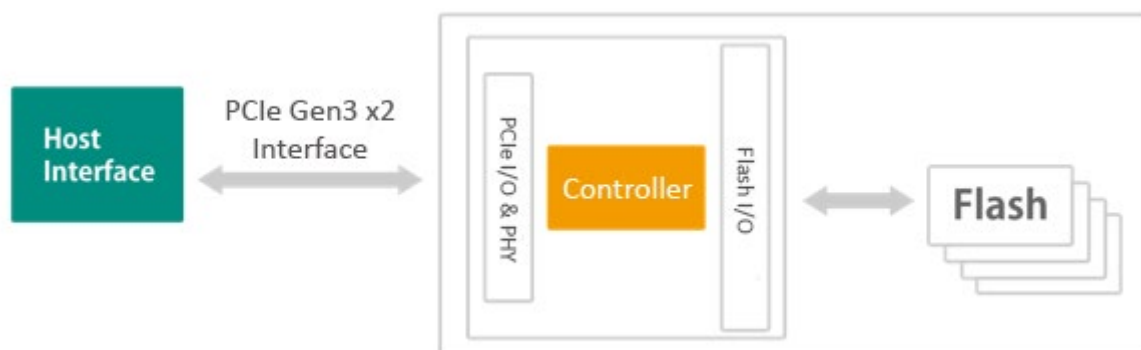 Host
Interface
PCIe Gen3 x2
Interface
PCIe I/O & PHY
Controller
Flash I/O
Flash